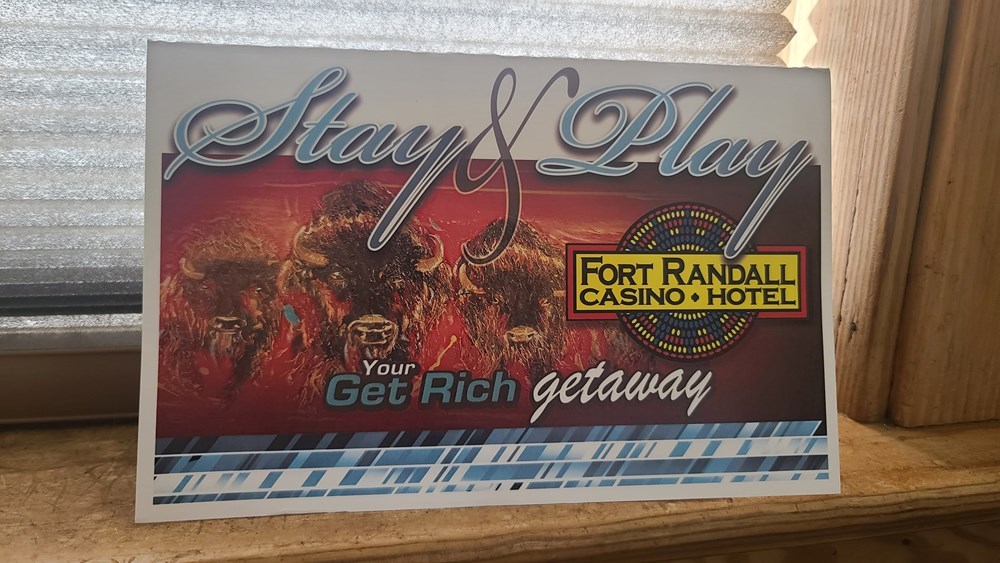 Stay & Play
FORT RANDALL
CASINO • HOTEL
Your
Get Rich getaway